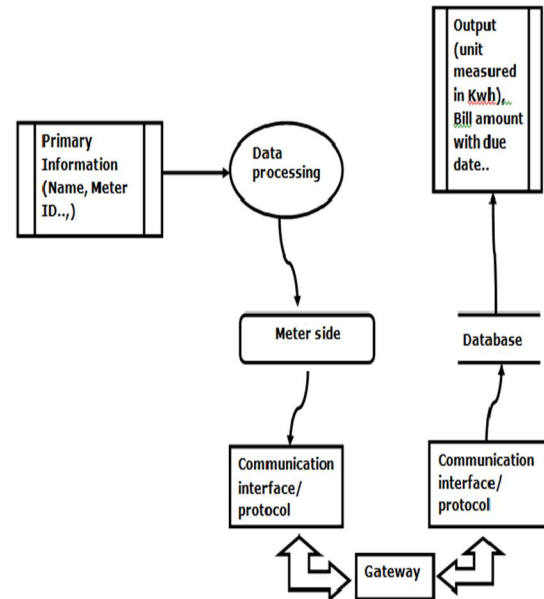 Primary
Information
(Name, Meter
ID..,)
Data
processing
Meter side
Communication
interface/
protocol
Gateway
Communication
interface/
protocol
Database
Output
(unit
measured
in Kwh),
Bill amount
with due
date..